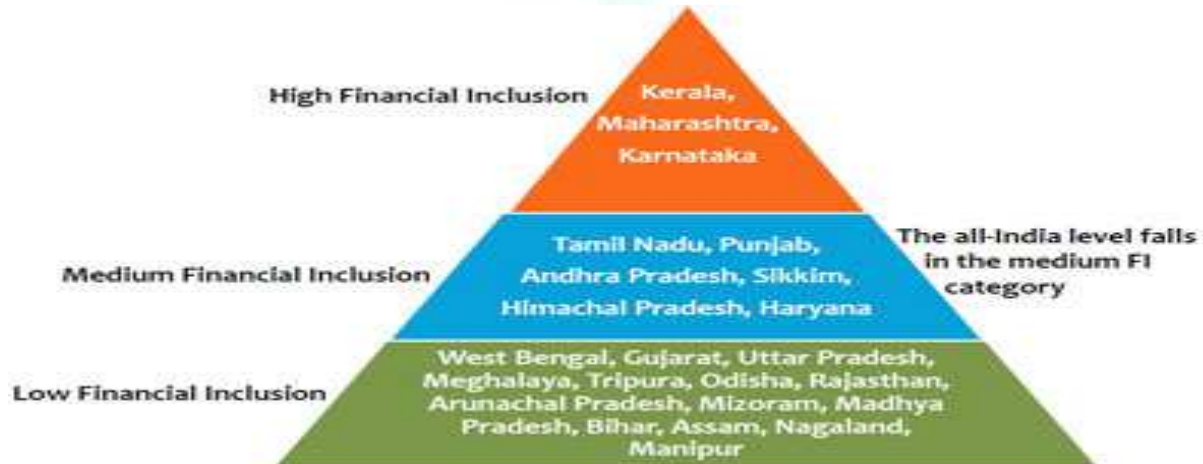 High Financial Inclusion
Kerala,
Maharashtra,
Karnataka
Medium Financial Inclusion
Tamil Nadu, Punjab,
Andhra Pradesh, Sikkim,
Himachal Pradesh, Haryana
The all-India level falls
in the medium FI
category
Low Financial Inclusion
West Bengal, Gujarat, Uttar Pradesh,
Meghalaya, Tripura, Odisha, Rajasthan,
Arunachal Pradesh, Mizoram, Madhya
Pradesh, Bihar, Assam, Nagaland,
Manipur